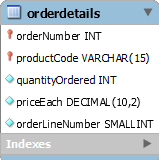 orderdetails
orderNumber INT
productCode VARCHAR(15)
quantityOrdered INT
priceEach DECIMAL(10,2)
orderLineNumber SMALLINT
Indexes